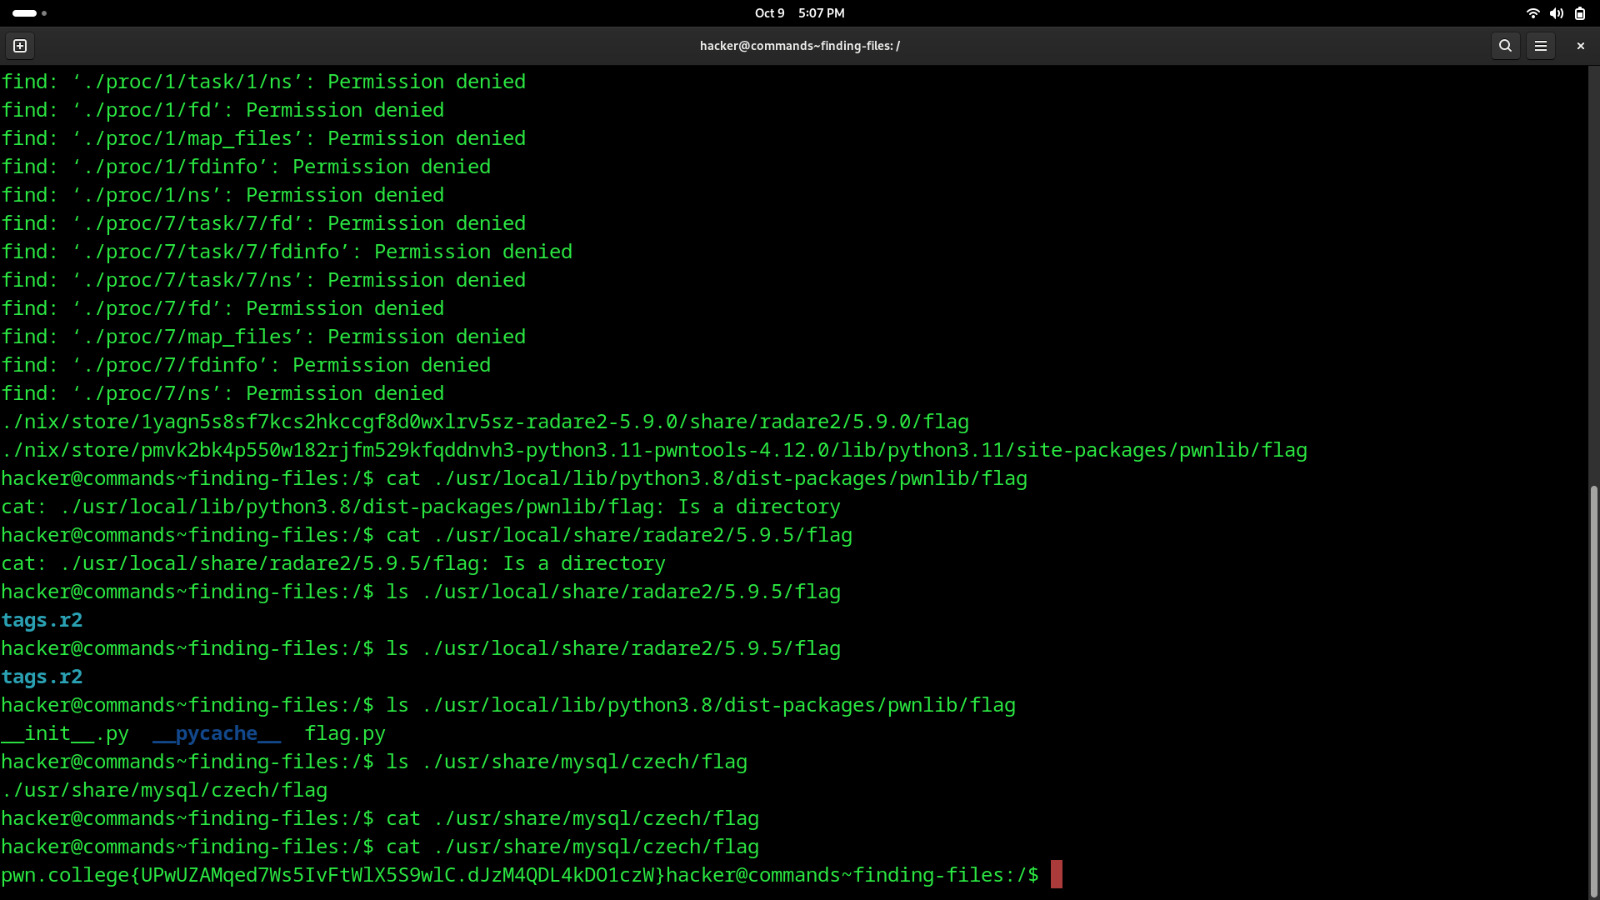 Oct 9 5:07 PM
hacker@commands~finding-files: /
find: ‘./proc/1/task/1/ns’: Permission denied
find: ‘./proc/1/fd’: Permission denied
find: ‘./proc/1/map_files’: Permission denied
find: ‘./proc/1/fdinfo’: Permission denied
find: ‘./proc/1/ns’: Permission denied
find: ‘./proc/7/task/7/fd’: Permission denied
find: ‘./proc/7/task/7/fdinfo’: Permission denied
find: ‘./proc/7/task/7/ns’: Permission denied
find: ‘./proc/7/fd’: Permission denied
find: ‘./proc/7/map_files’: Permission denied
find: ‘./proc/7/fdinfo’: Permission denied
find: ‘./proc/7/ns’: Permission denied
./nix/store/1yagn5s8sf7kcs2hkccgf8d0wxlrv5sz-radare2-5.9.0/share/radare2/5.9.0/flag
./nix/store/pmvk2bk4p550w182rjfm529kfqddnvh3-python3.11-pwntools-4.12.0/lib/python3.11/site-packages/pwnlib/flag
hacker@commands~finding-files:/$ cat ./usr/local/lib/python3.8/dist-packages/pwnlib/flag
cat: ./usr/local/lib/python3.8/dist-packages/pwnlib/flag: Is a directory
hacker@commands~finding-files:/$ cat ./usr/local/share/radare2/5.9.5/flag
cat: ./usr/local/share/radare2/5.9.5/flag: Is a directory
hacker@commands~finding-files:/$ ls ./usr/local/share/radare2/5.9.5/flag
tags.r2
hacker@commands~finding-files:/$ ls ./usr/local/share/radare2/5.9.5/flag
tags.r2
hacker@commands~finding-files:/$ ls ./usr/local/lib/python3.8/dist-packages/pwnlib/flag
__init__.py  __pycache__  flag.py
hacker@commands~finding-files:/$ ls ./usr/share/mysql/czech/flag
./usr/share/mysql/czech/flag
hacker@commands~finding-files:/$ cat ./usr/share/mysql/czech/flag
hacker@commands~finding-files:/$ cat ./usr/share/mysql/czech/flag
pwn.college{UPwUZAMqed7Ws5IvFtWlX5S9wlC.dJzM4QDL4kDO1czW}hacker@commands~finding-files:/$